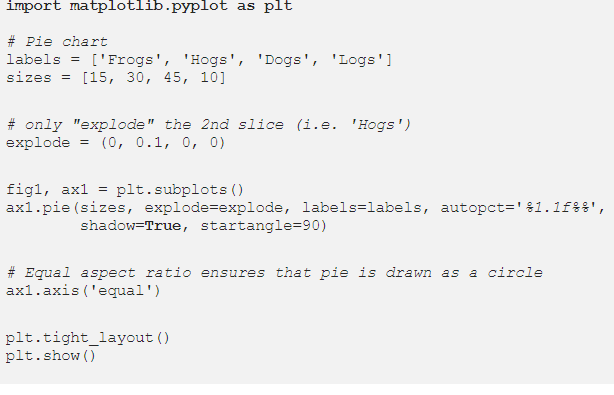 import matplotlib.pyplot as plt
# Pie chart
labels = ['Frogs', 'Hogs', 'Dogs', 'Logs']
sizes = [15, 30, 45, 10]
# only "explode" the 2nd slice (i.e. 'Hogs')
explode = (0, 0.1, 0, 0)
fig1, ax1 = plt.subplots()
ax1.pie(sizes, explode=explode, labels=labels, autopct='%1.1f%%',
shadow=True, startangle=90)
# Equal aspect ratio ensures that pie is drawn as a circle
ax1.axis('equal')
plt.tight_layout()
plt.show()